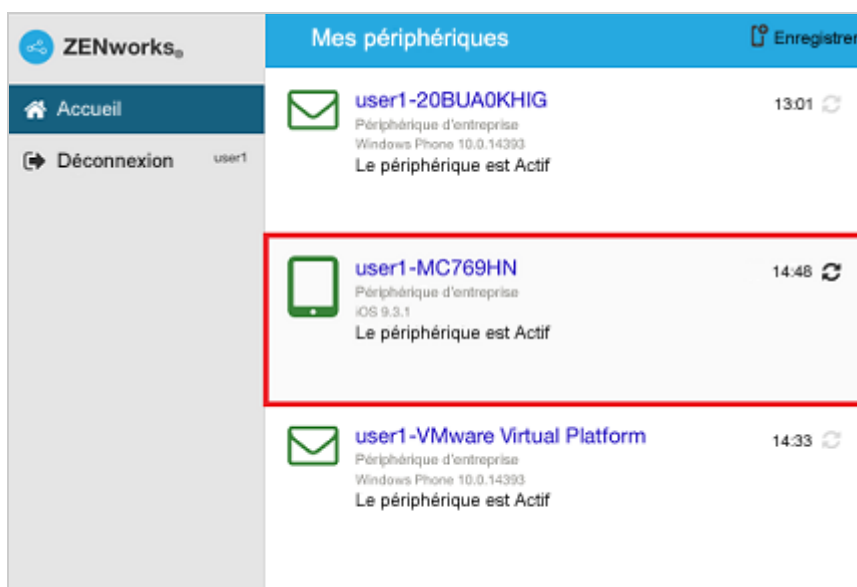 ZENworks®
Mes périphériques
Enregistrer
Accueil
Déconnexion user1
user1-20BUA0KHIG 13:01
Périphérique d'entreprise
Windows Phone 10.0.14393
Le périphérique est Actif
user1-MC769HN 14:48
Périphérique d'entreprise
iOS 9.3.1
Le périphérique est Actif
user1-VMware Virtual Platform 14:33
Périphérique d'entreprise
Windows Phone 10.0.14393
Le périphérique est Actif